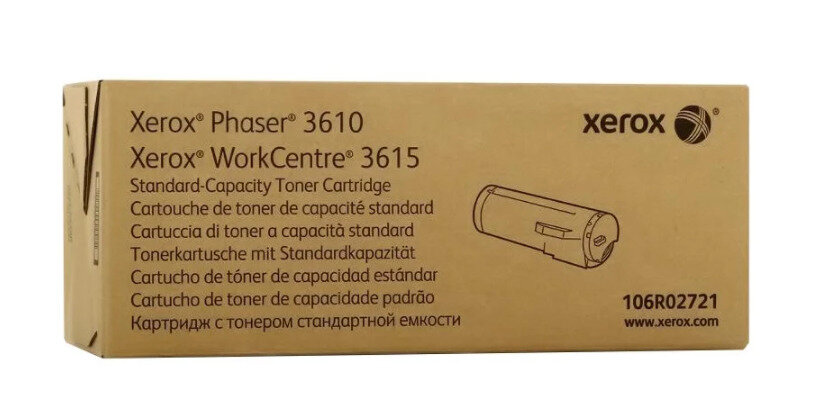 Xerox® Phaser® 3610
Xerox® WorkCentre® 3615
Standard-Capacity Toner Cartridge
Cartouche de toner de capacité standard
Cartuccia di toner a capacità standard
Tonerkartusche mit Standardkapazität
Cartucho de tóner de capacidad estándar
Cartucho de toner de capacidade padrão
Картридж с тонером стандартной емкости
xerox®
106R02721
www.xerox.com